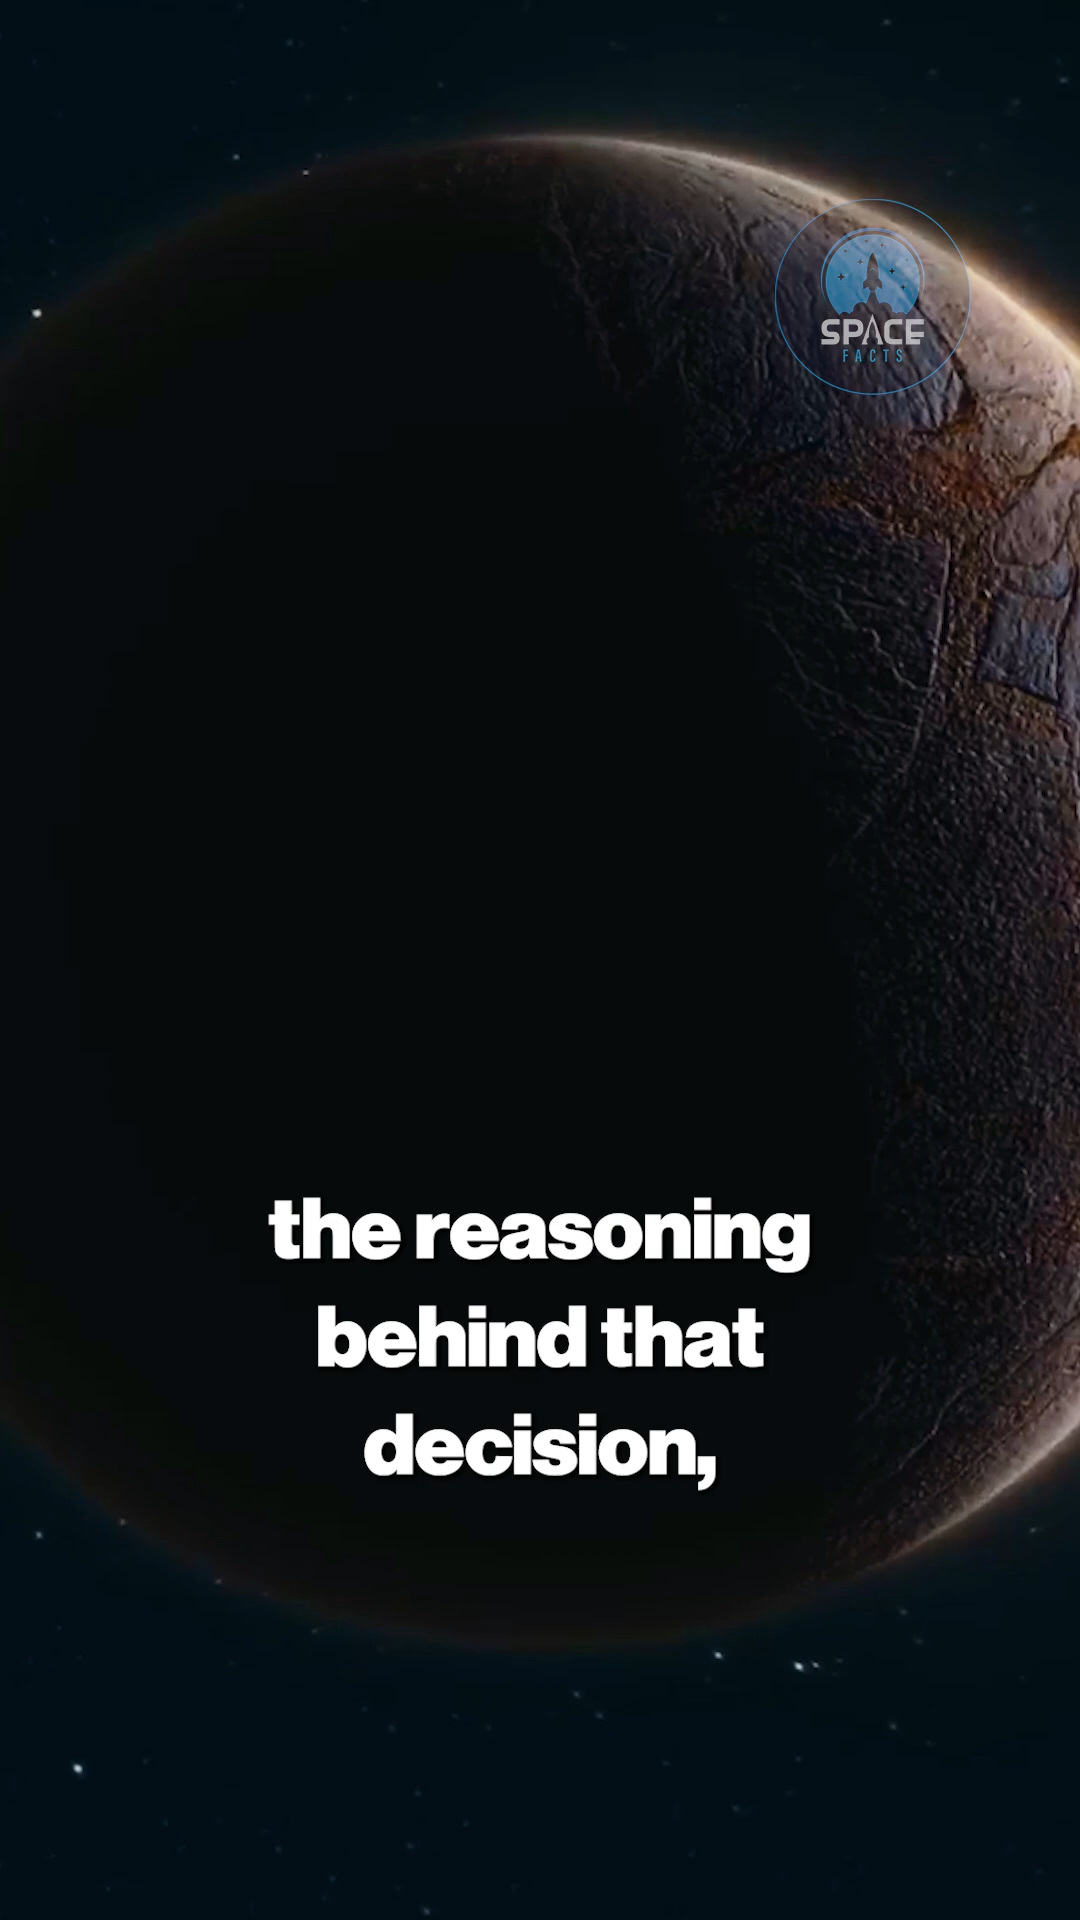 SPACE
FACTS
the reasoning
behind that
decision,